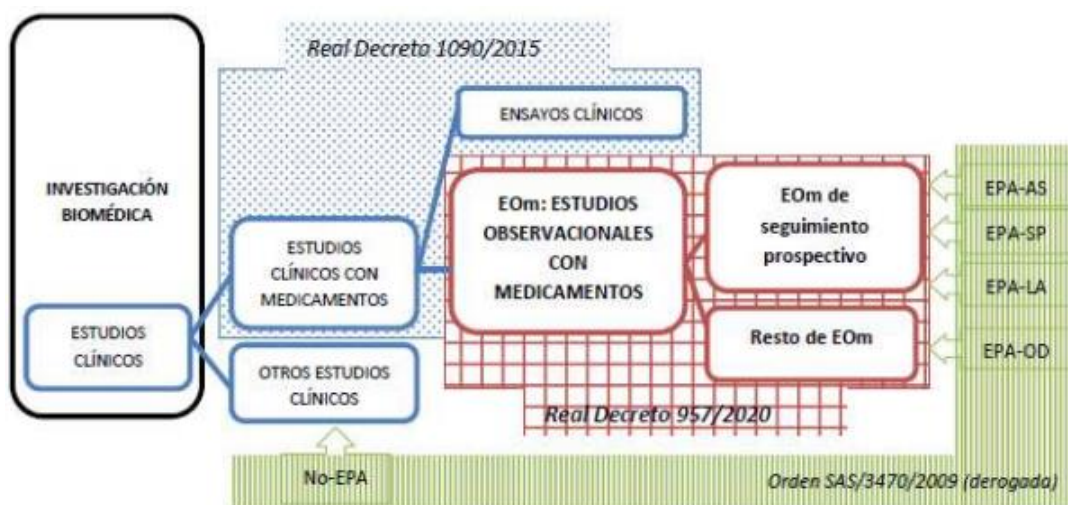 Real Decreto 1090/2015
ENSAYOS CLÍNICOS
INVESTIGACIÓN
BIOMÉDICA
ESTUDIOS
CLÍNICOS
ESTUDIOS
CLÍNICOS CON
MEDICAMENTOS
OTROS ESTUDIOS
CLÍNICOS
EOm: ESTUDIOS
OBSERVACIONALES
CON
MEDICAMENTOS
EOm de
seguimiento
prospectivo
Resto de EOm
Real Decreto 957/2020
EPA-AS
EPA-SP
EPA-LA
EPA-OD
No-EPA
Orden SAS/3470/2009 (derogada)